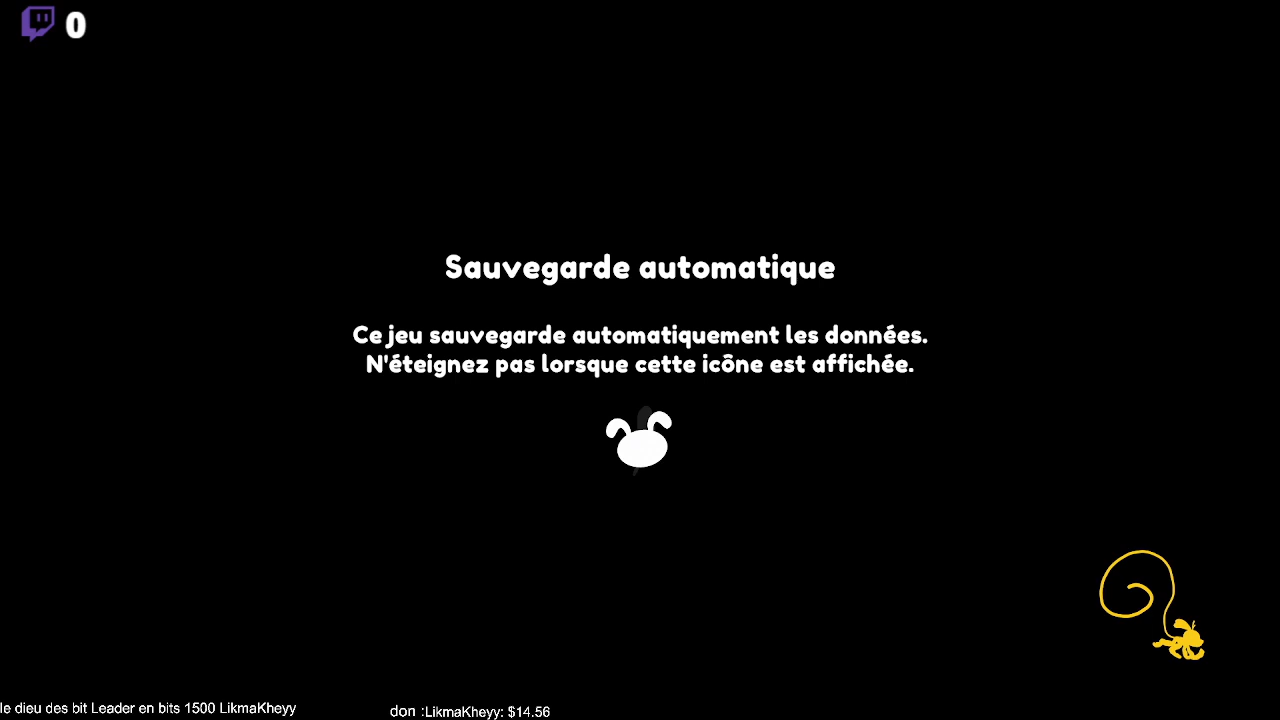 0
Sauvegarde automatique
Ce jeu sauvegarde automatiquement les données.
N'éteignez pas lorsque cette icône est affichée.
le dieu des bit Leader en bits 1500 LikmaKheyy
don :LikmaKheyy: $14.56